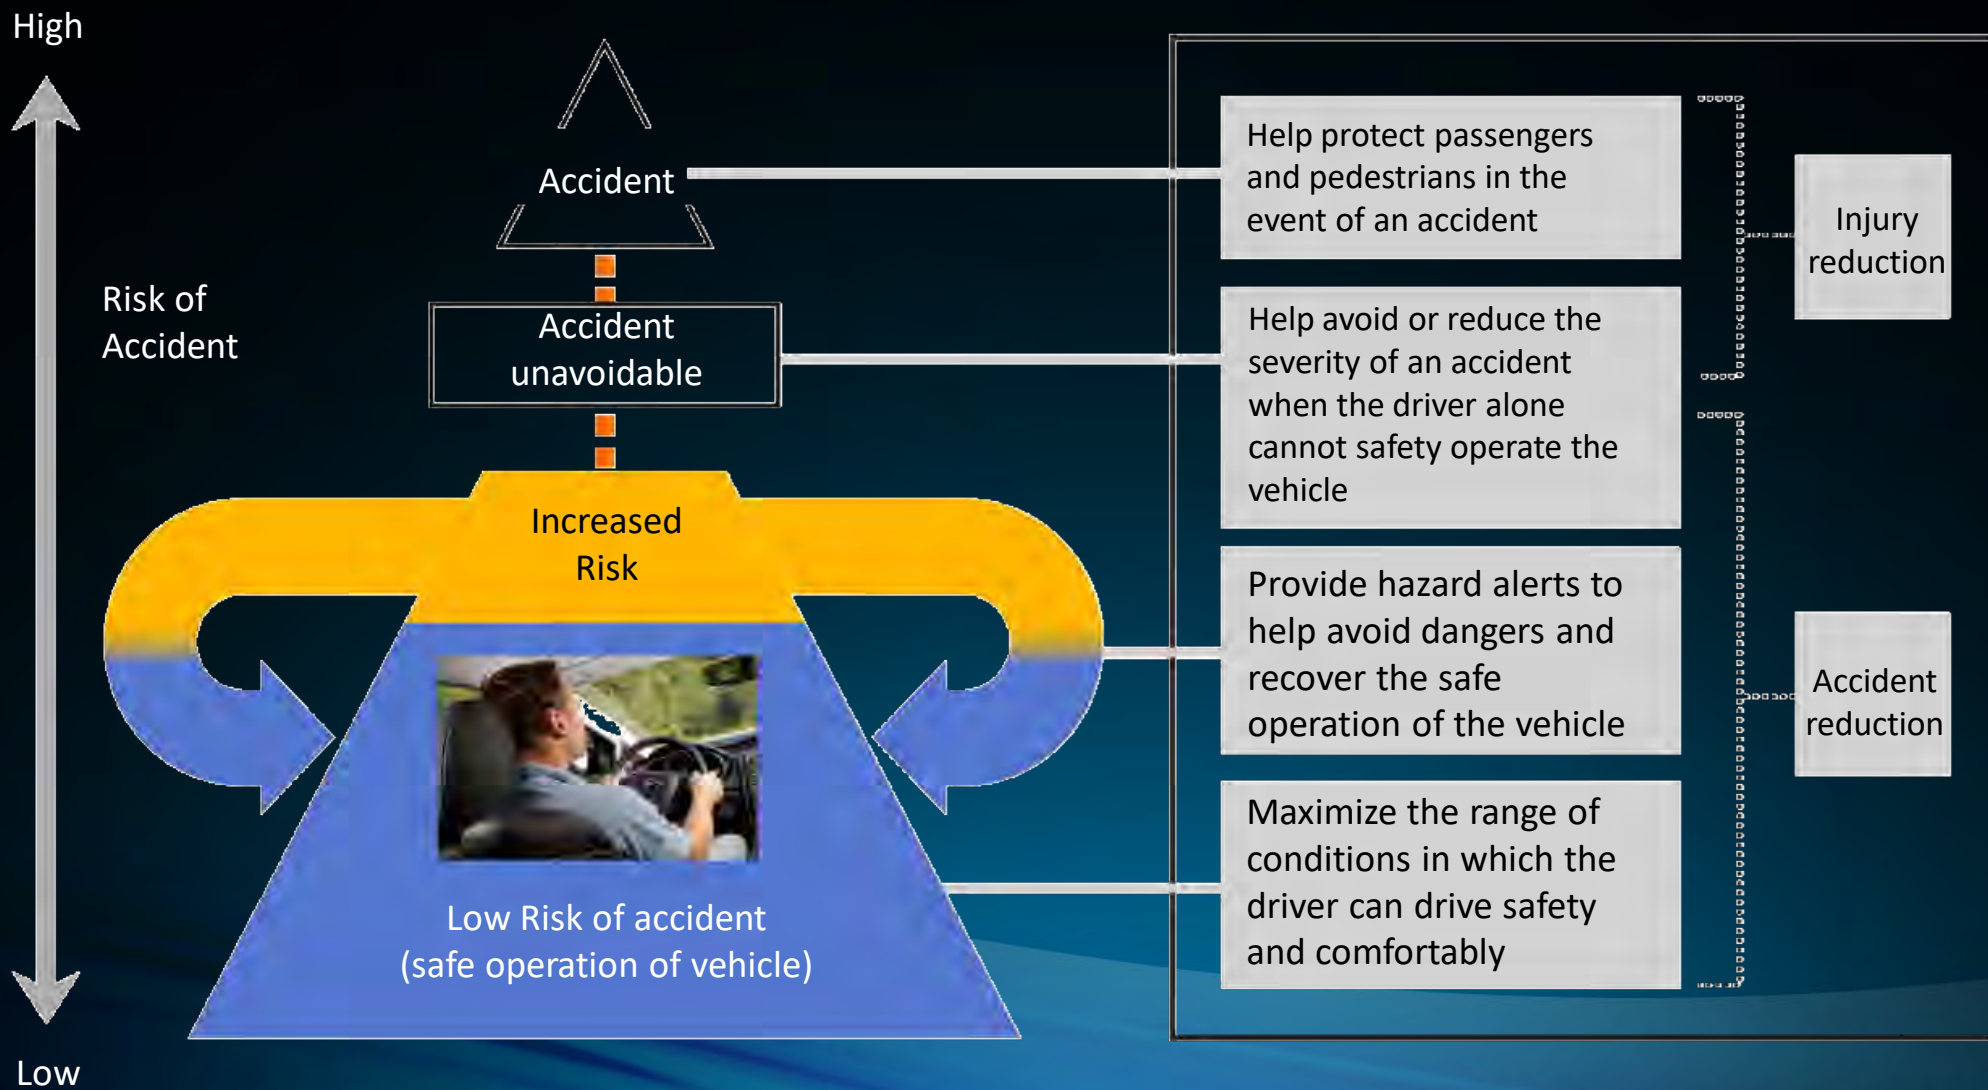 High
Risk of
Accident
Low
Accident
Accident
unavoidable
Increased
Risk
Low Risk of accident
(safe operation of vehicle)
Help protect passengers
and pedestrians in the
event of an accident
Help avoid or reduce the
severity of an accident
when the driver alone
cannot safety operate the
vehicle
Provide hazard alerts to
help avoid dangers and
recover the safe
operation of the vehicle
Maximize the range of
conditions in which the
driver can drive safety
and comfortably
Injury
reduction
Accident
reduction